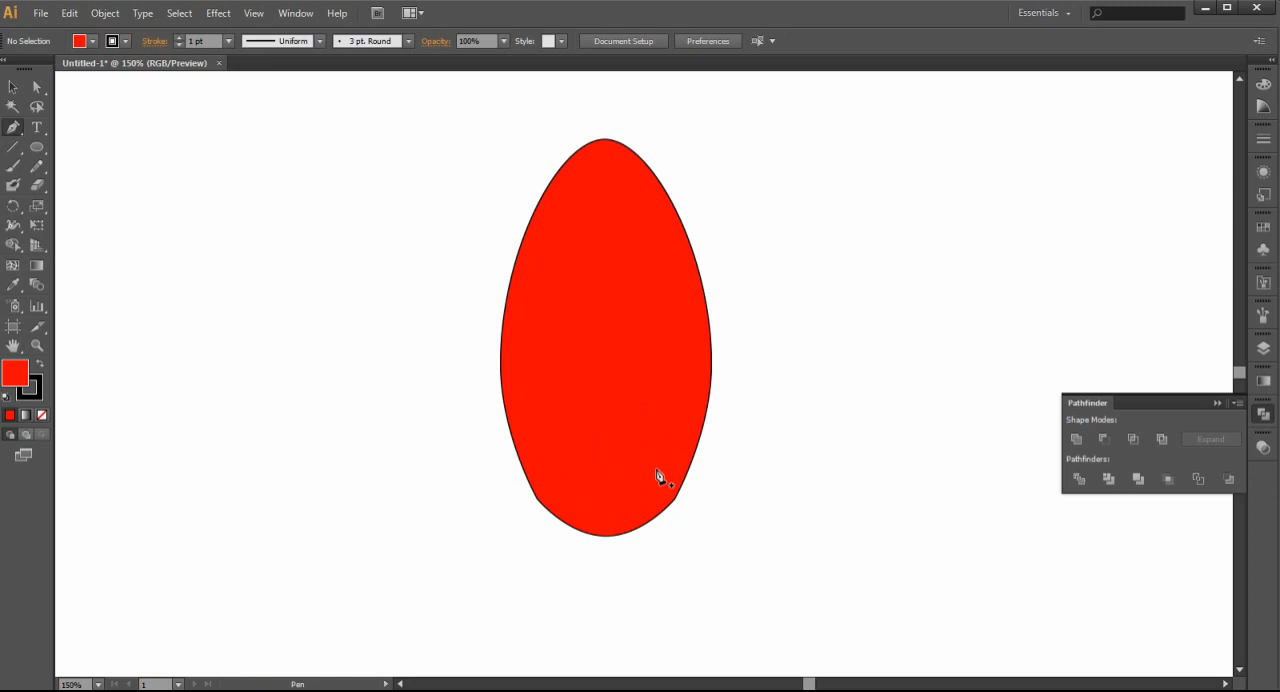 Ai File Edit Object Type Select Effect View Window Help Br Essentials
No Selection Stroke: 1 pt Uniform 3 pt. Round Opacity: 100% Style: Document Setup Preferences
Untitled-1* @ 150% (RGB/Preview) ×
T
Pathfinder
Shape Modes:
Expand
Pathfinders:
150% 1 Pen